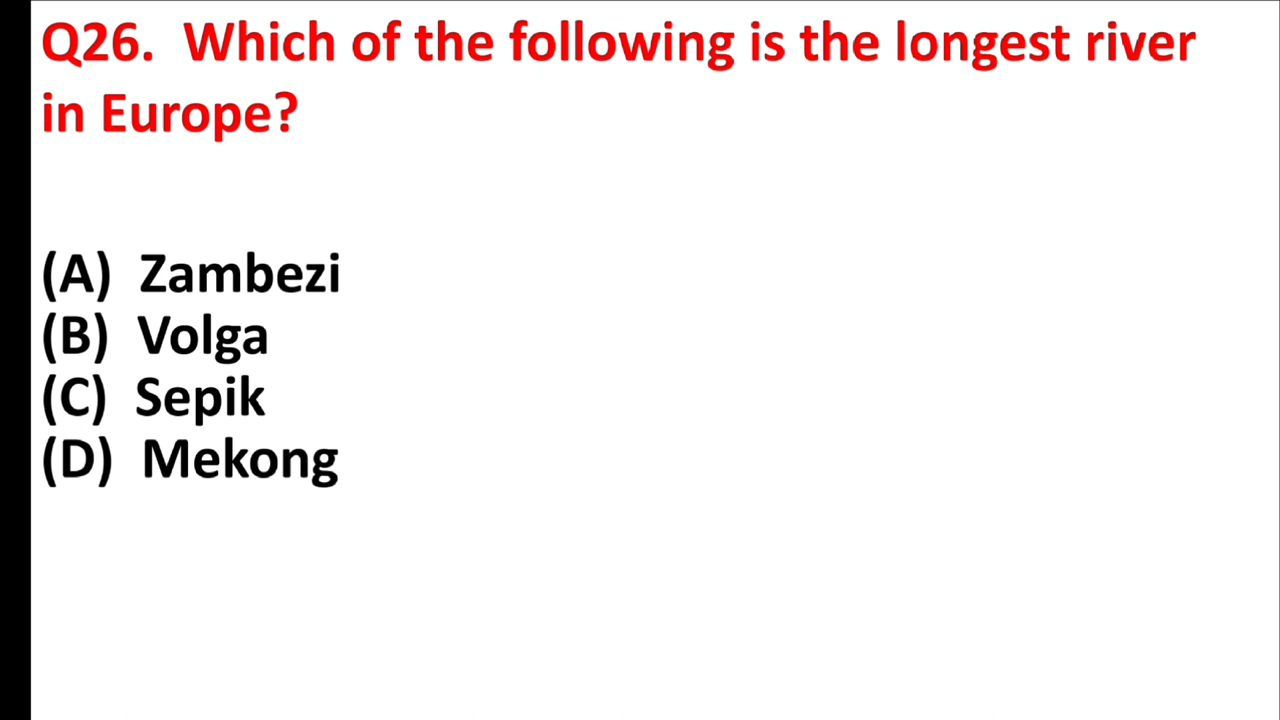 Q26. Which of the following is the longest river
in Europe?
(A) Zambezi
(B) Volga
(C) Sepik
(D) Mekong